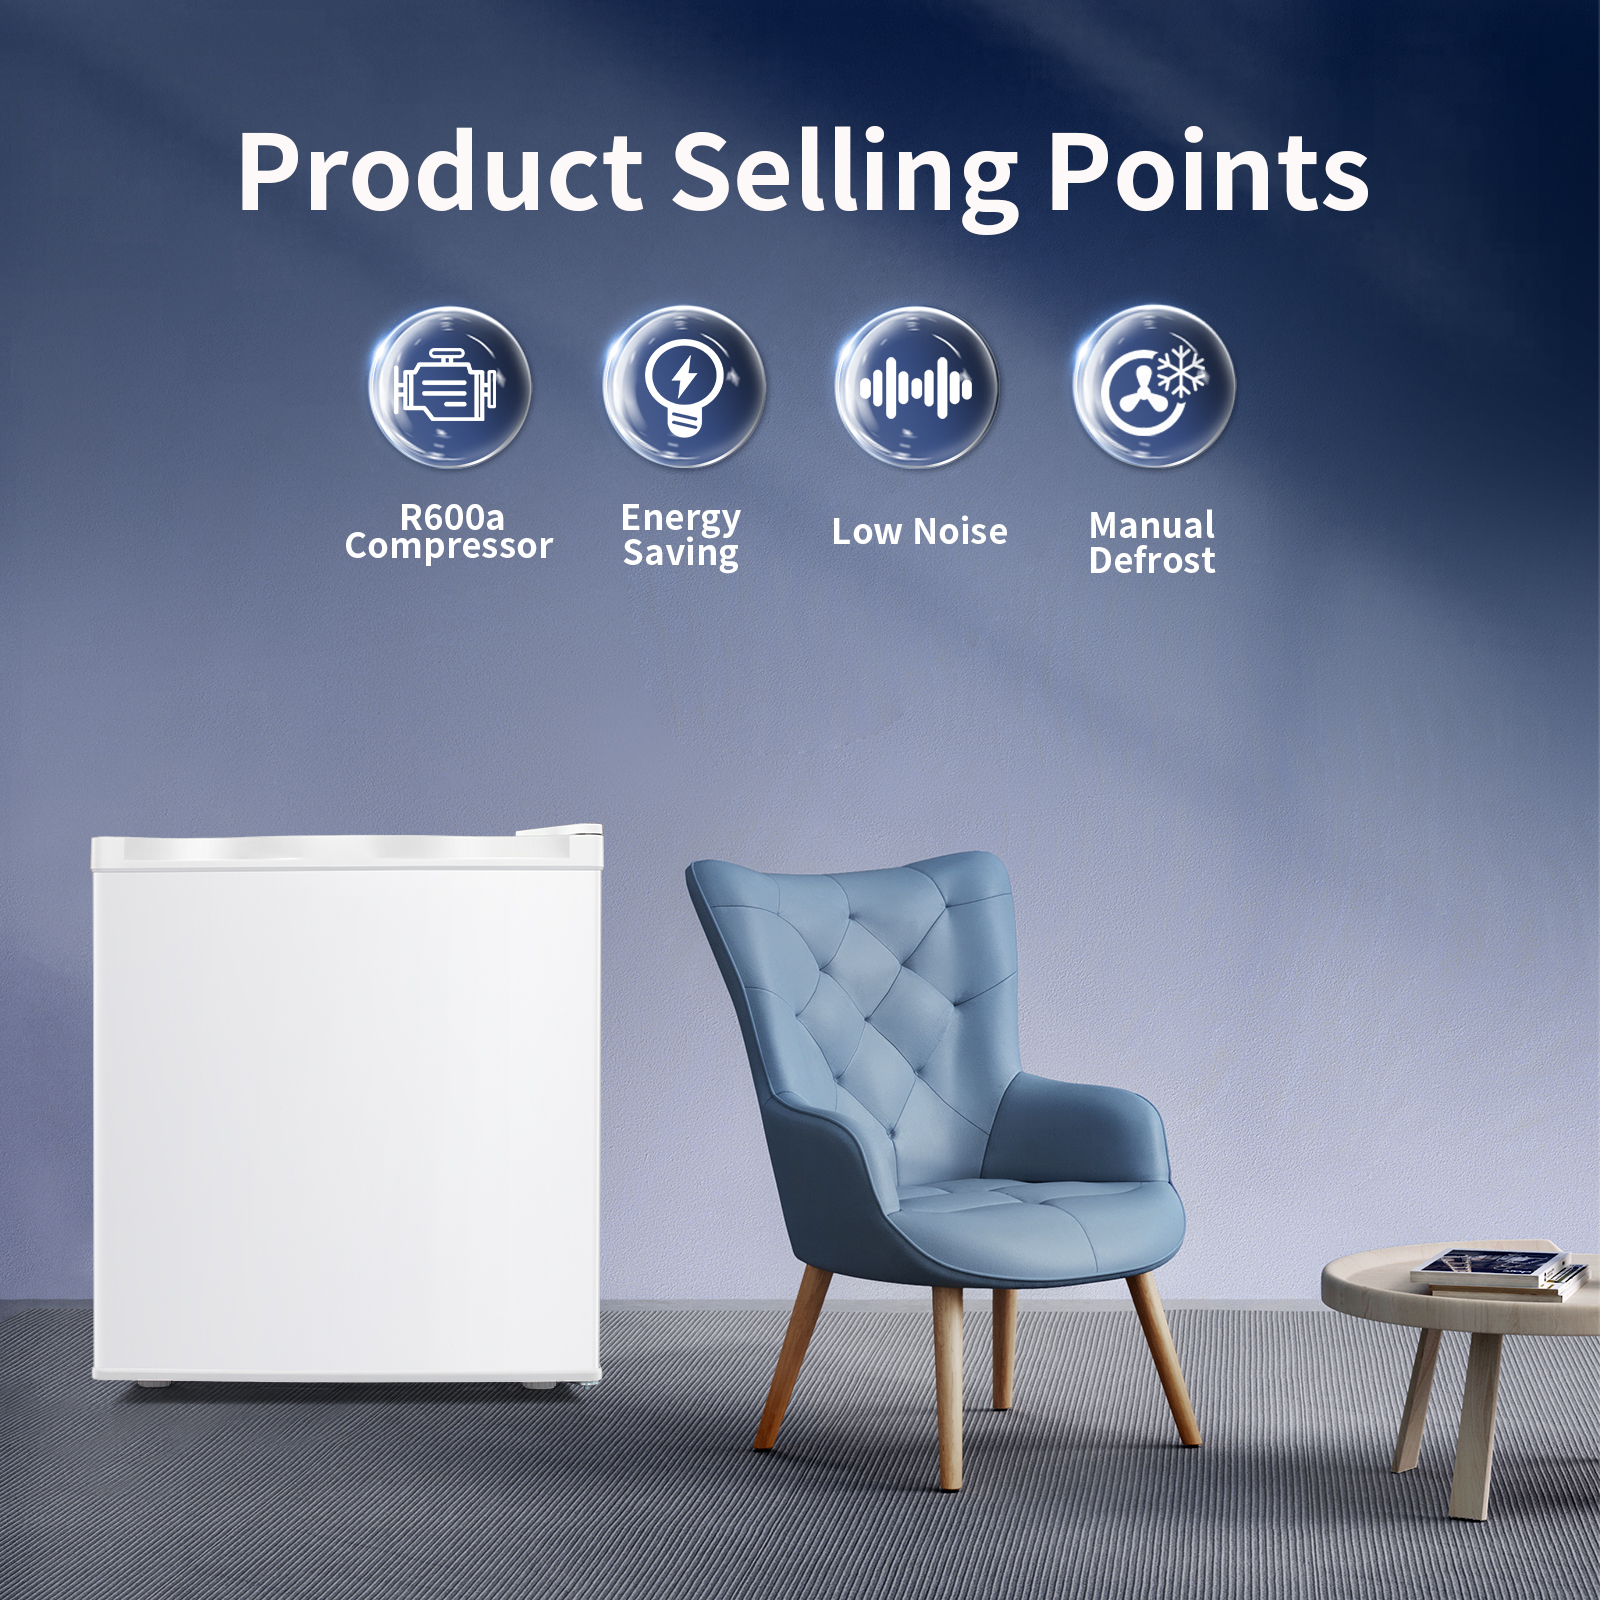 Product Selling Points
R600a
Compressor
Energy
Saving
Low Noise
Manual
Defrost